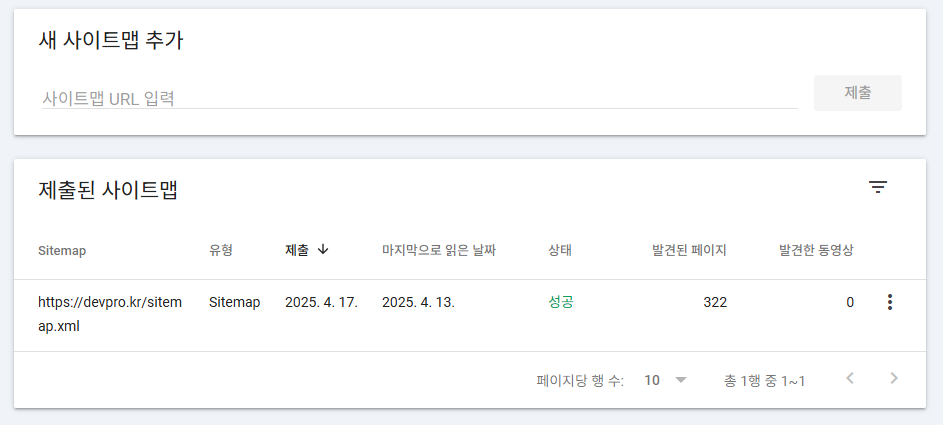 새 사이트맵 추가
사이트맵 URL 입력
제출
제출된 사이트맵
Sitemap 유형 제출 마지막으로 읽은 날짜 상태 발견된 페이지 발견한 동영상
https://devpro.kr/sitem Sitemap 2025. 4. 17. 2025. 4. 13. 성공 322 0
ap.xml
페이지당 행 수: 10 총 1행 중 1~1